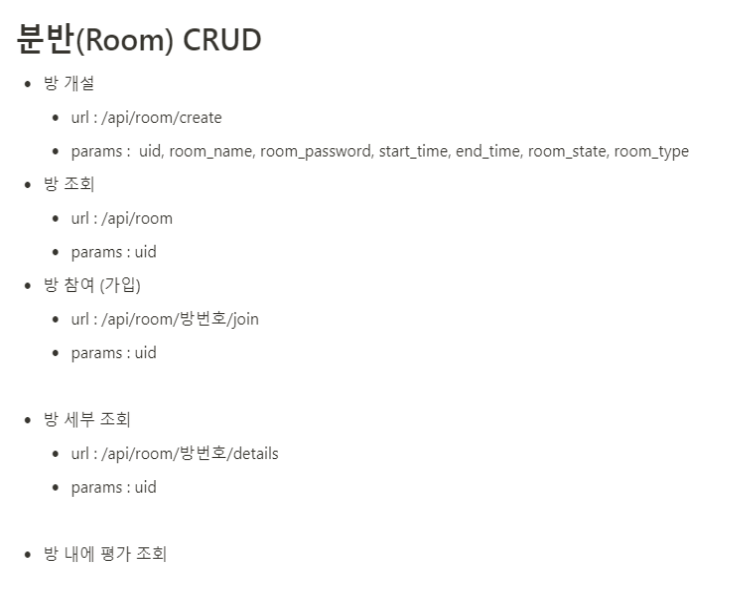 분반(Room) CRUD
• 방 개설
• url : /api/room/create
• params : uid, room_name, room_password, start_time, end_time, room_state, room_type
• 방 조회
• url : /api/room
• params : uid
• 방 참여 (가입)
• url : /api/room/방번호/join
• params : uid
• 방 세부 조회
• url : /api/room/방번호/details
• params : uid
• 방 내에 평가 조회